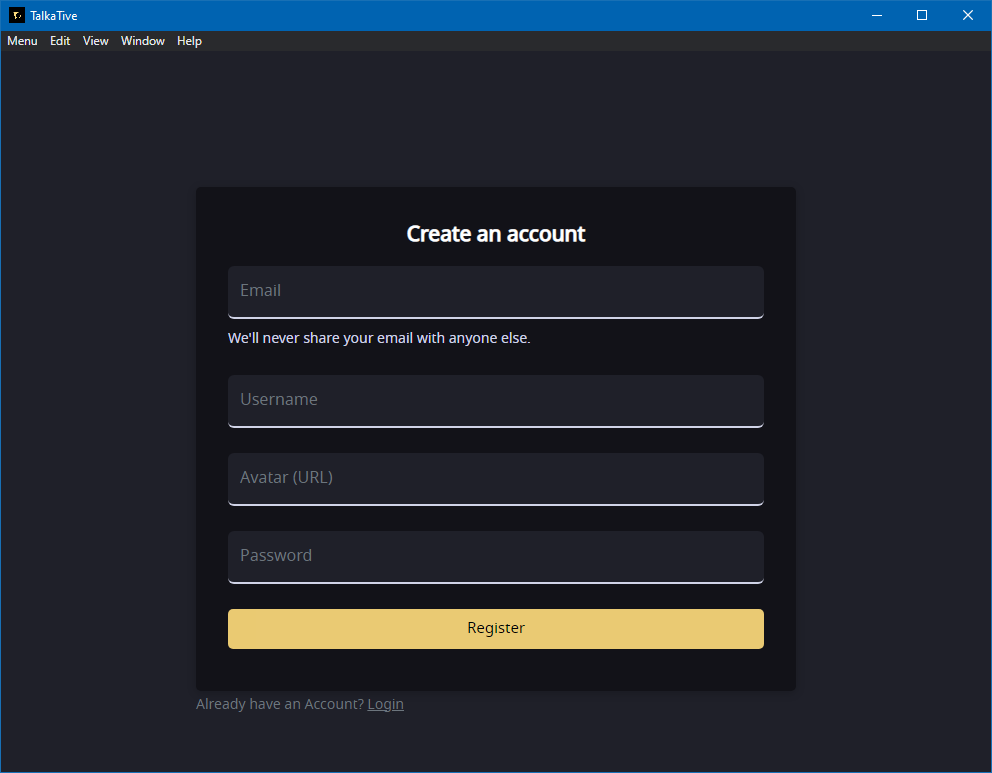 TalkaTive
Menu Edit View Window Help
Create an account
Email
We'll never share your email with anyone else.
Username
Avatar (URL)
Password
Register
Already have an Account? Login